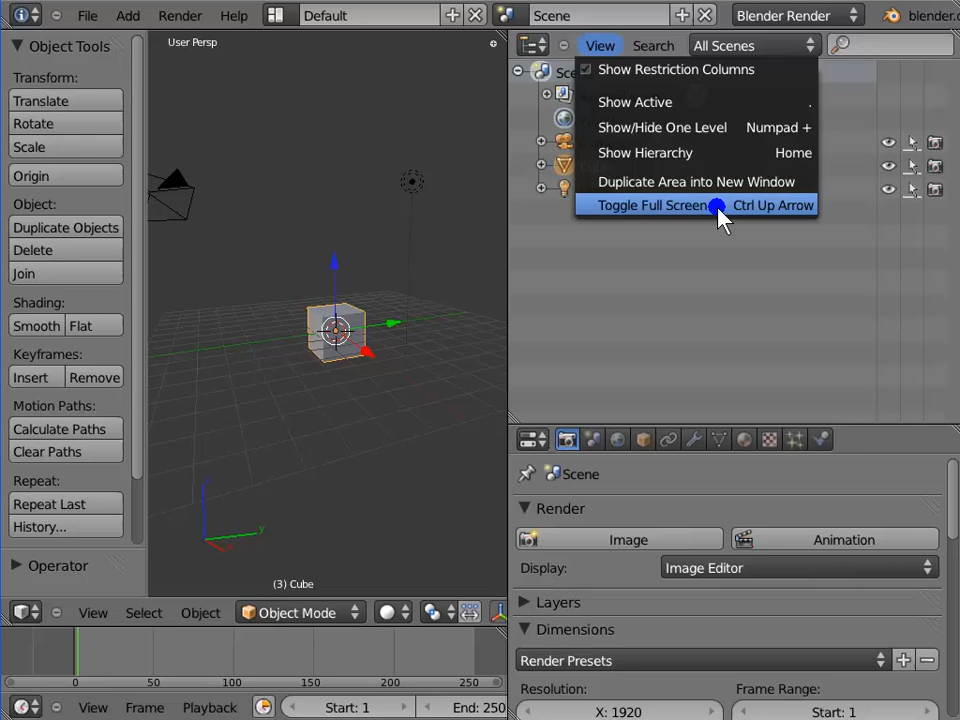 File Add Render Help Default Scene Blender Render
Object Tools
Transform:
Translate
Rotate
Scale
Origin
Object:
Duplicate Objects
Delete
Join
Shading:
Smooth Flat
Keyframes:
Insert Remove
Motion Paths:
Calculate Paths
Clear Paths
Repeat:
Repeat Last
History...
Operator
User Persp
(3) Cube
View Select Object Object Mode
0 50 100 150 200 250
View Frame Playback Start: 1 End: 250
View Search All Scenes
Show Restriction Columns
Show Active .
Show/Hide One Level Numpad +
Show Hierarchy Home
Duplicate Area into New Window
Toggle Full Screen Ctrl Up Arrow
Scene
Render
Image Animation
Display: Image Editor
Layers
Dimensions
Render Presets
Resolution: Frame Range:
X: 1920 Start: 1